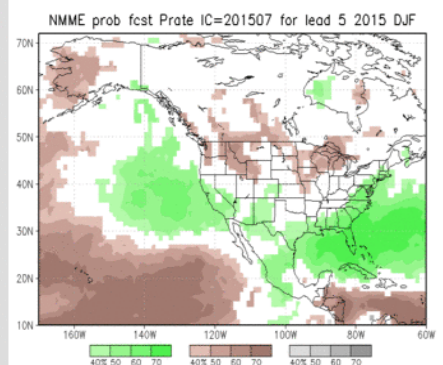 NMME prob fcst Prate IC=201507 for lead 5 2015 DJF
70N
60N
50N
40N
30N
20N
10N
160W 140W 120W 100W 80W 60W
40% 50 60 70 40% 50 60 70 40% 50 60 70